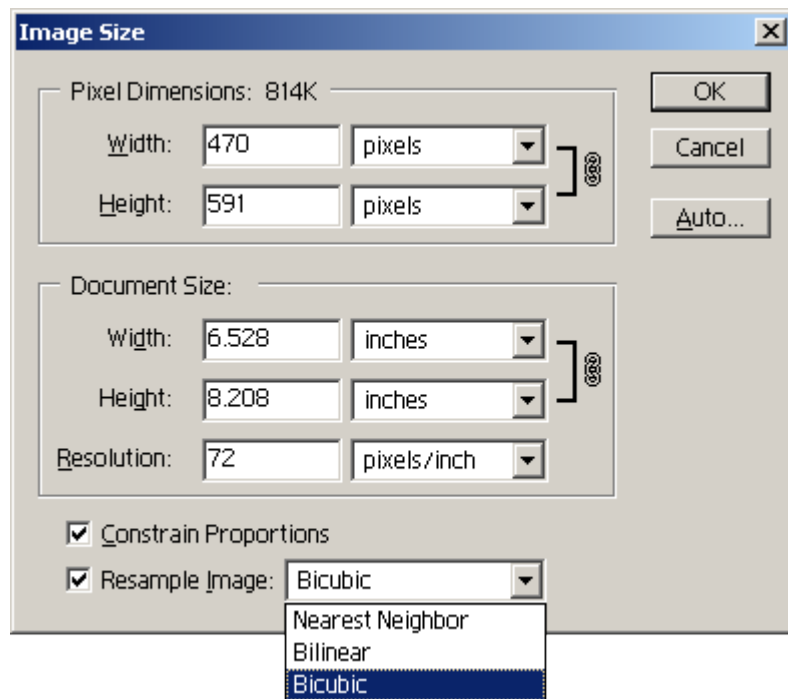 Image Size
Pixel Dimensions: 814K
OK
Width: 470 pixels
Cancel
Height: 591 pixels
Auto...
Document Size:
Width: 6.528 inches
Height: 8.208 inches
Resolution: 72 pixels/inch
Constrain Proportions
Resample Image: Bicubic
Nearest Neighbor
Bilinear
Bicubic